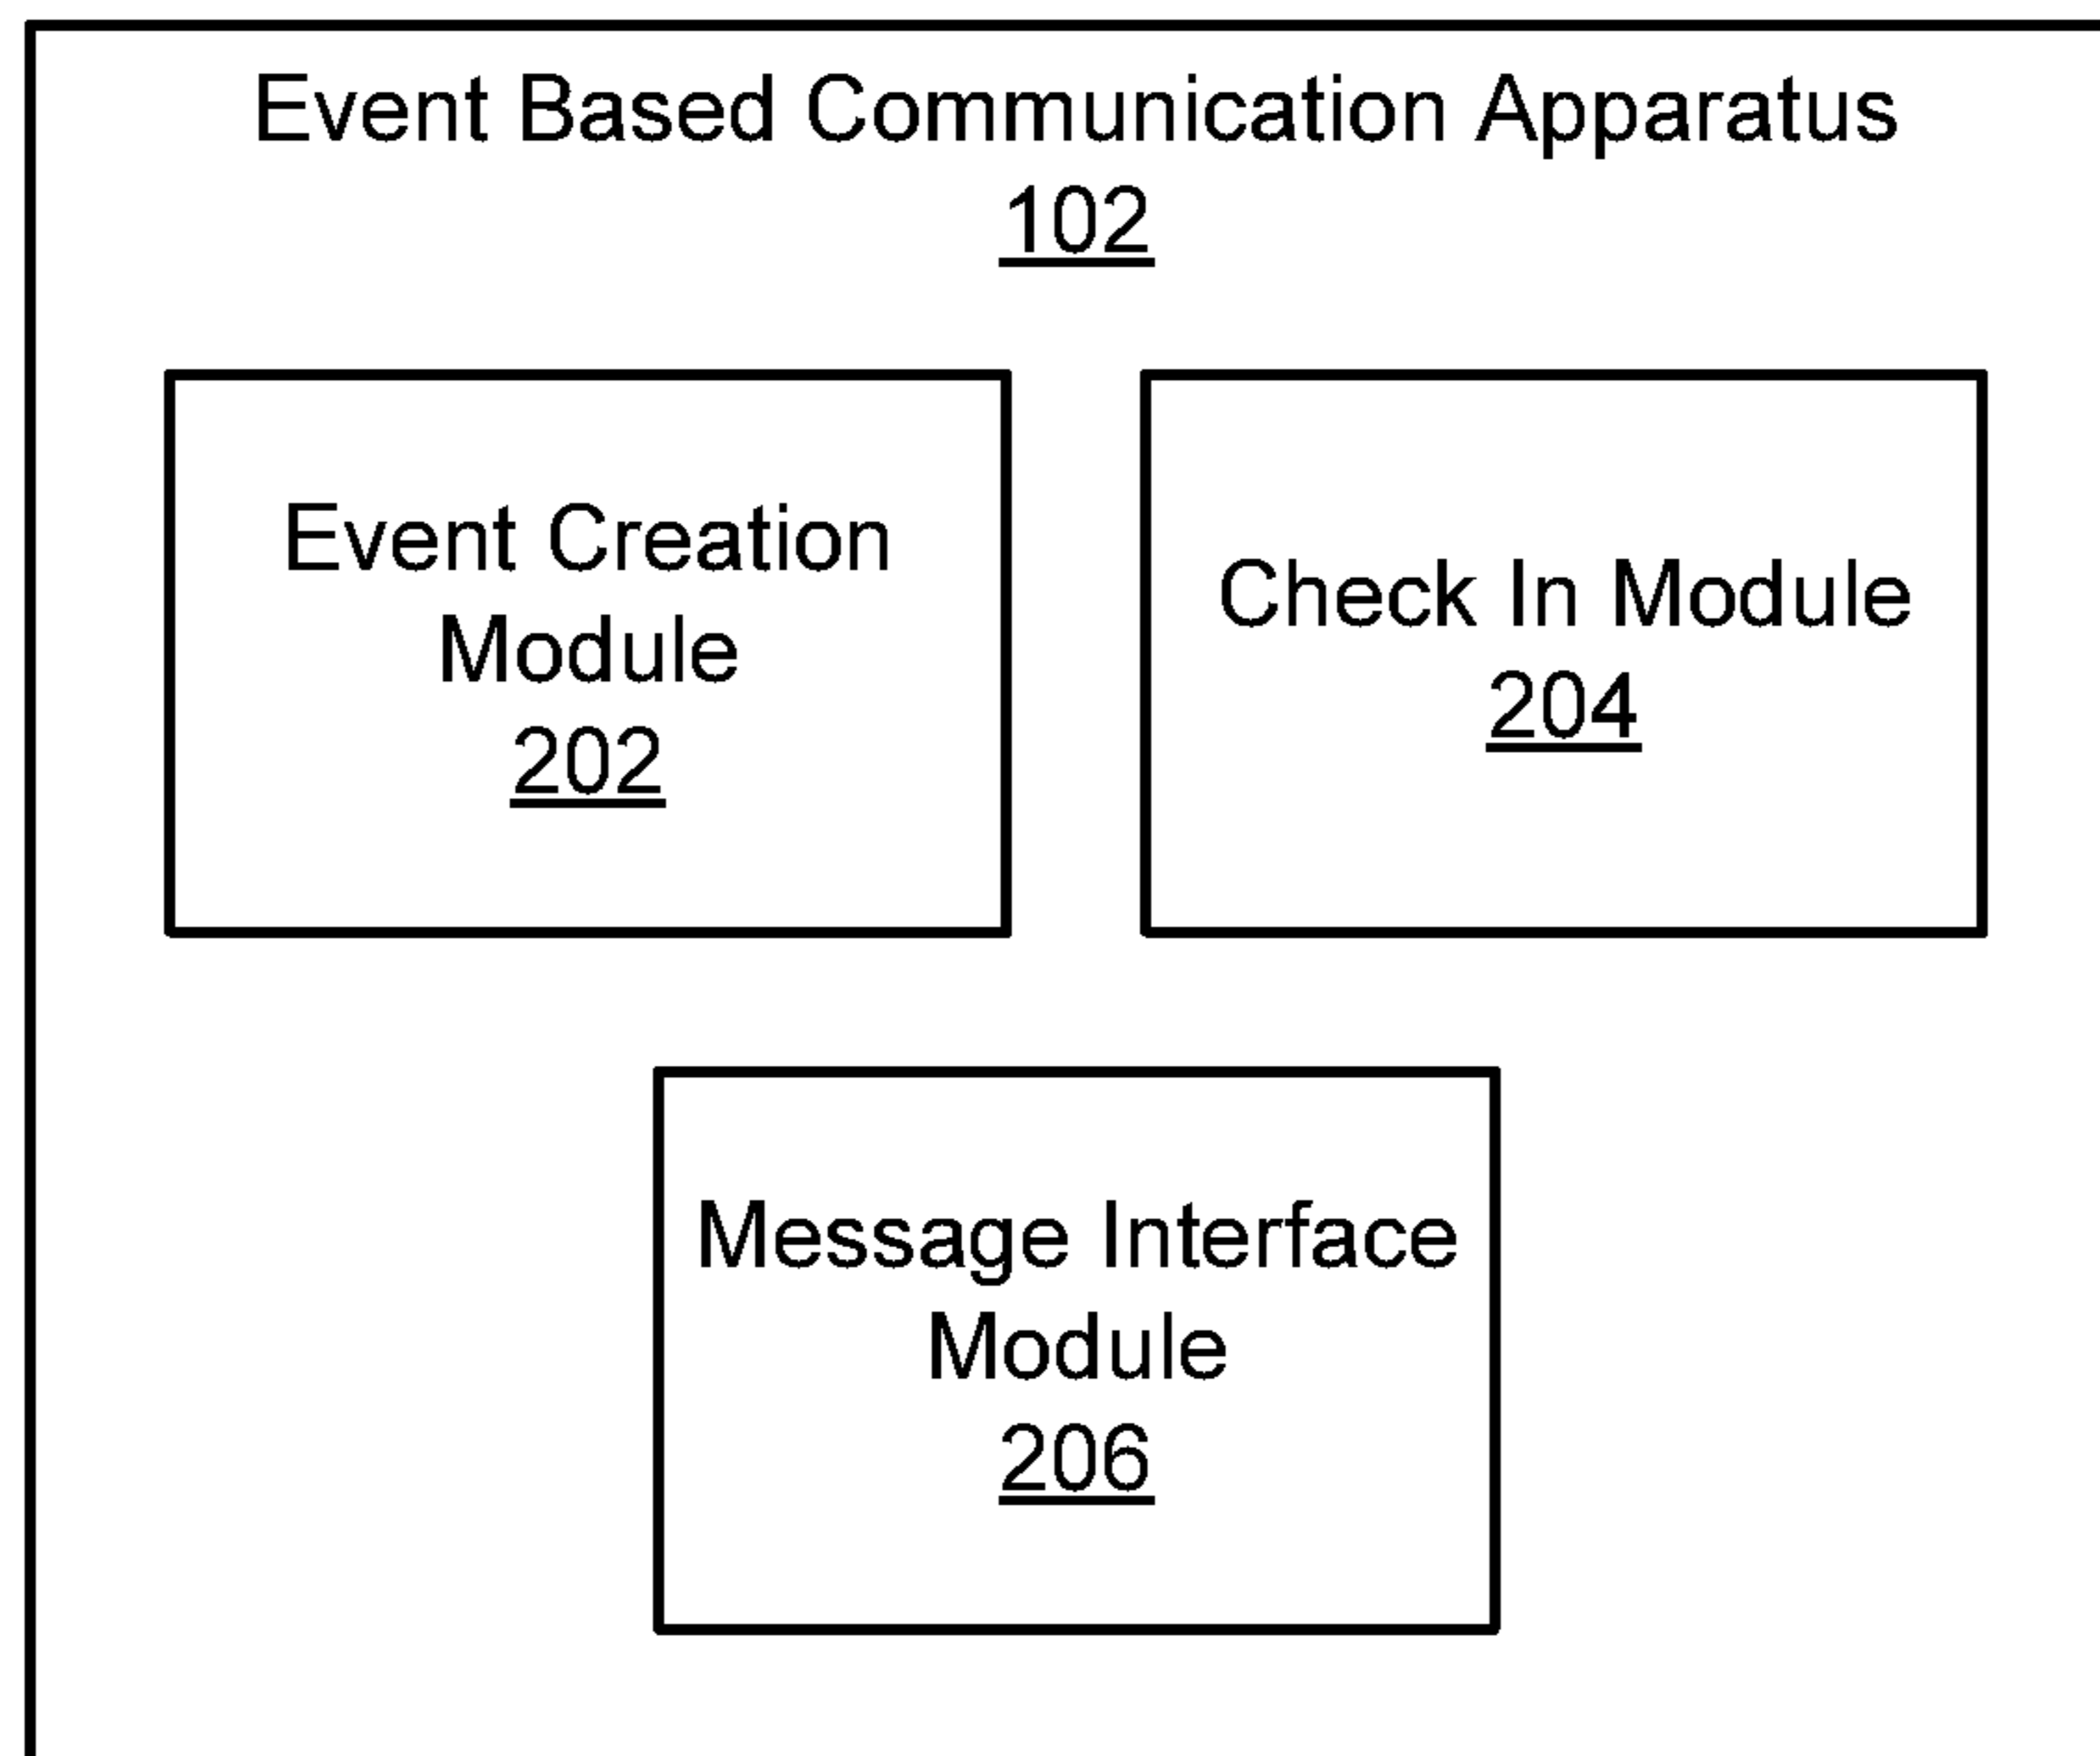 Event Based Communication Apparatus
102
Event Creation
Module
202
Check In Module
204
Message Interface
Module
206